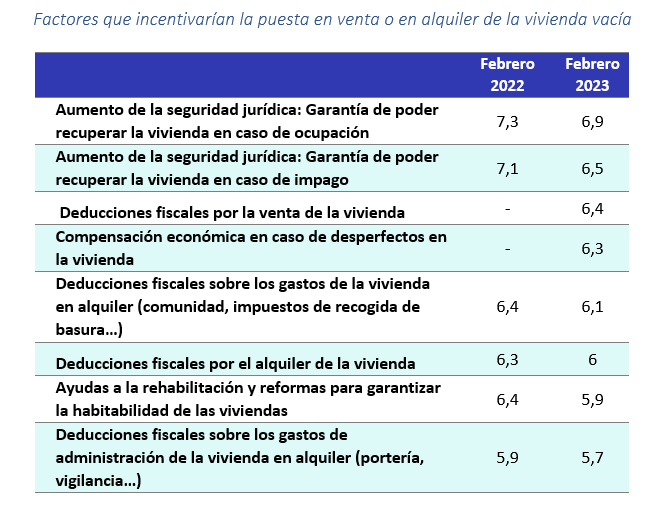 Factores que incentivarían la puesta en venta o en alquiler de la vivienda vacía
Febrero Febrero
2022 2023
Aumento de la seguridad jurídica: Garantía de poder
recuperar la vivienda en caso de ocupación 7,3 6,9
Aumento de la seguridad jurídica: Garantía de poder
recuperar la vivienda en caso de impago 7,1 6,5
Deducciones fiscales por la venta de la vivienda - 6,4
Compensación económica en caso de desperfectos en
la vivienda - 6,3
Deducciones fiscales sobre los gastos de la vivienda
en alquiler (comunidad, impuestos de recogida de 6,4 6,1
basura…)
Deducciones fiscales por el alquiler de la vivienda 6,3 6
Ayudas a la rehabilitación y reformas para garantizar
la habitabilidad de las viviendas 6,4 5,9
Deducciones fiscales sobre los gastos de
administración de la vivienda en alquiler (portería, 5,9 5,7
vigilancia…)